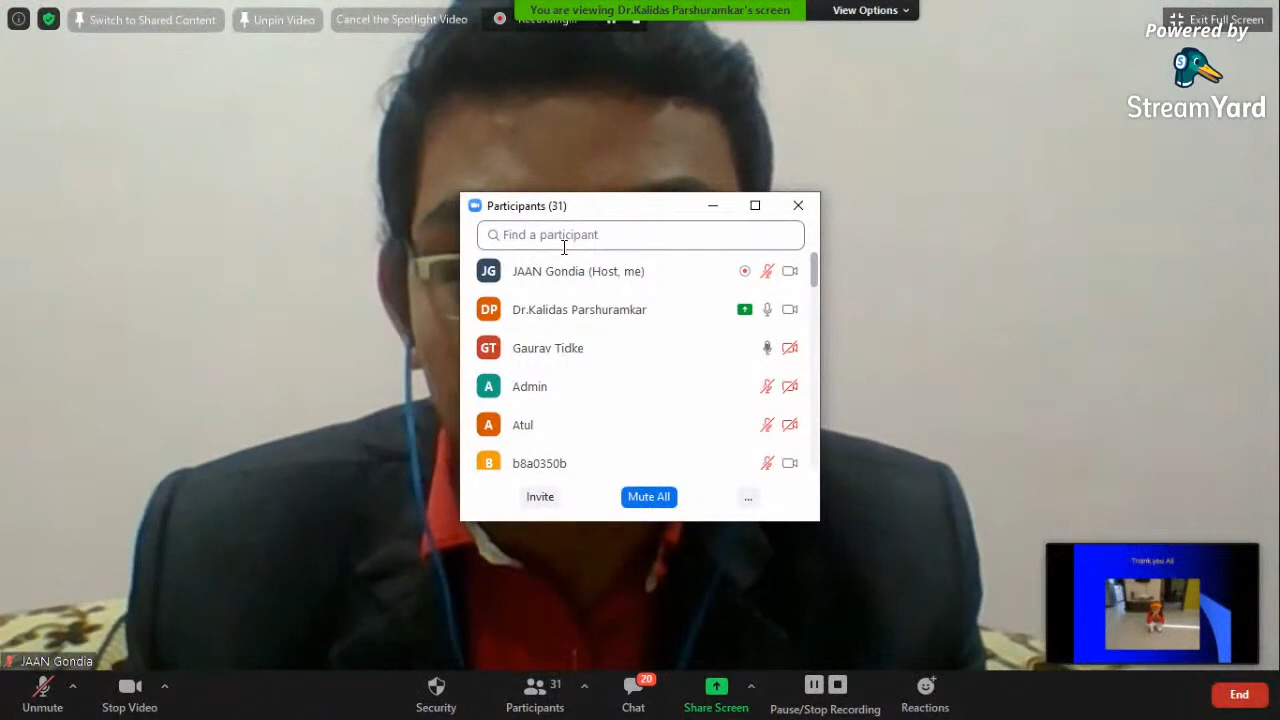 Switch to Shared Content
Unpin Video
Cancel the Spotlight Video
Recording...
You are viewing Dr.Kalidas Parshuramkar's screen
View Options
Exit Full Screen
Powered by
StreamYard
Participants (31)
Find a participant
JG JAAN Gondia (Host, me)
DP Dr.Kalidas Parshuramkar
GT Gaurav Tidke
A Admin
A Atul
B b8a0350b
Invite
Mute All
...
Thank you All
JAAN Gondia
Unmute
Stop Video
Security
Participants
31
Chat
20
Share Screen
Pause/Stop Recording
Reactions
End